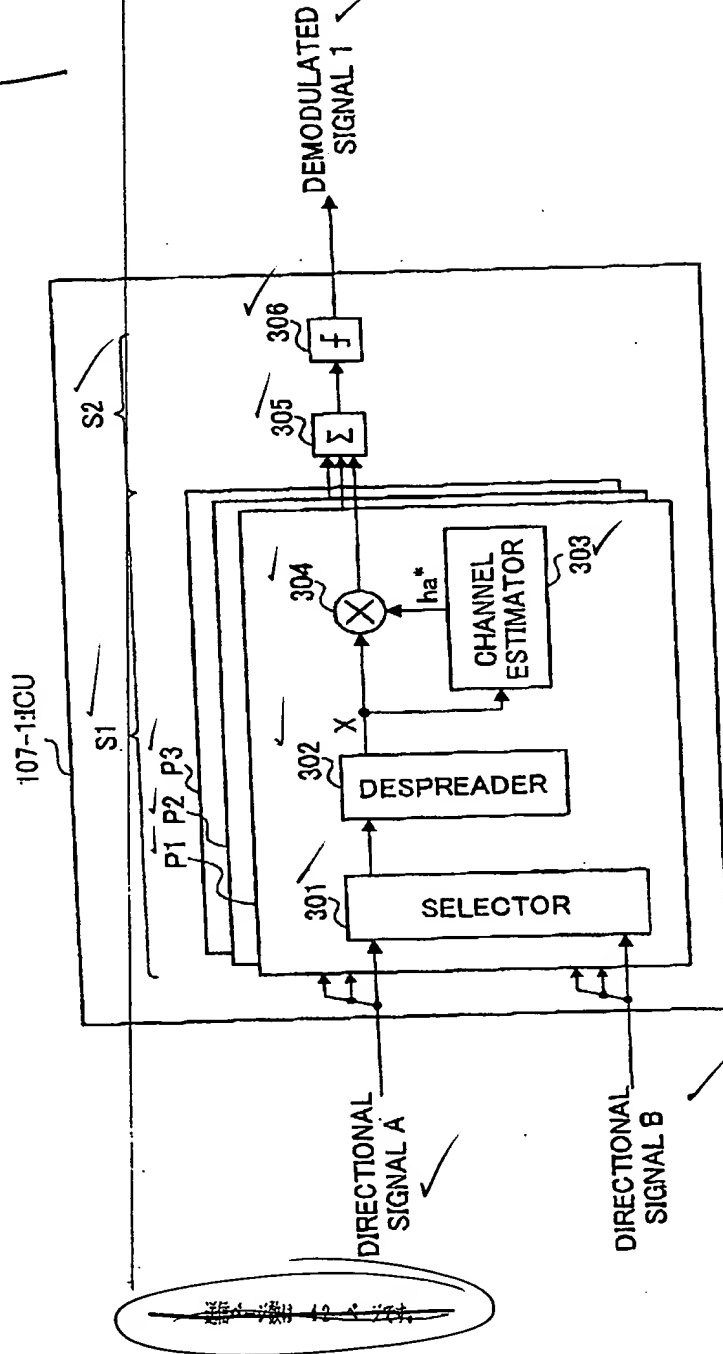 107-1:ICU
S1
S2
P1
P2
P3
301
SELECTOR
302
DESPREADER
X
304
ha*
CHANNEL
ESTIMATOR
303
305
Σ
306
DIRECTIONAL
SIGNAL A
DIRECTIONAL
SIGNAL B
DEMODULATED
SIGNAL 1